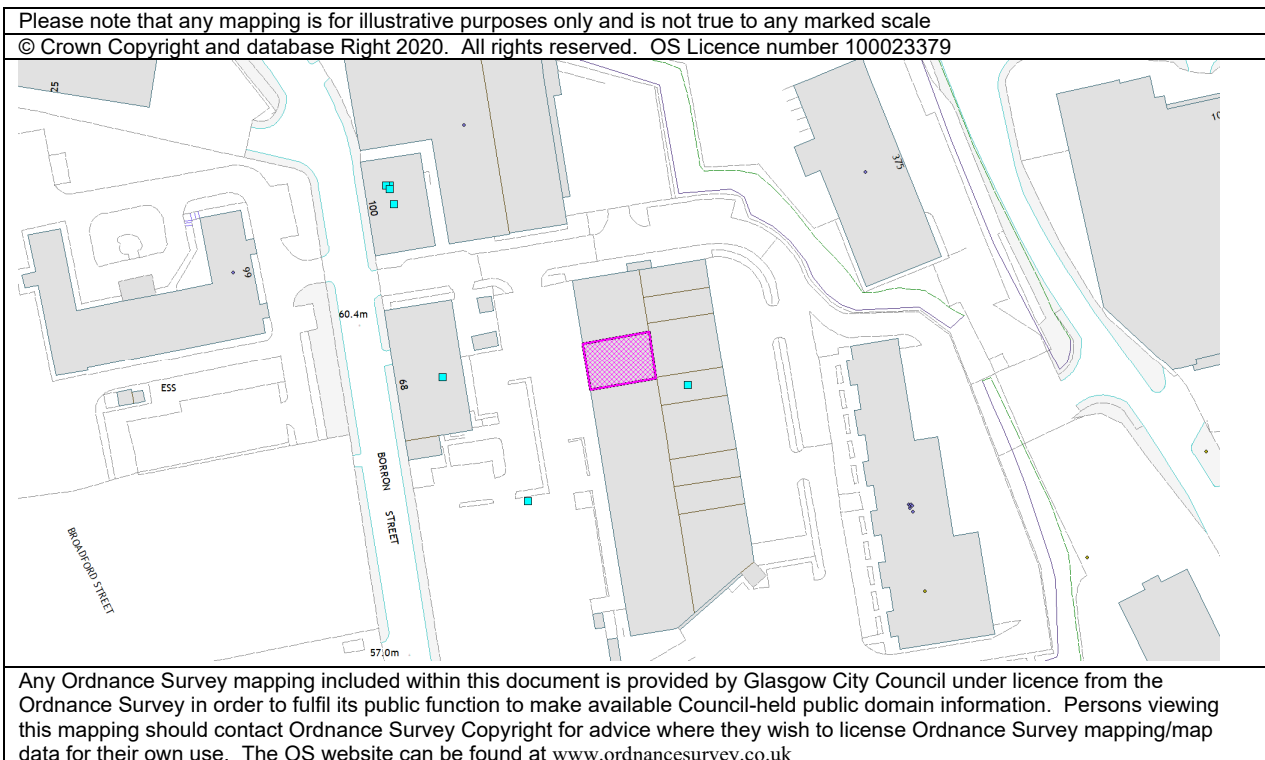 Please note that any mapping is for illustrative purposes only and is not true to any marked scale
© Crown Copyright and database Right 2020.  All rights reserved.  OS Licence number 100023379
25
100
375
10
99
60.4m
ESS
68
BORRON
STREET
BROADFORD STREET
57.0m
Any Ordnance Survey mapping included within this document is provided by Glasgow City Council under licence from the
Ordnance Survey in order to fulfil its public function to make available Council-held public domain information.  Persons viewing
this mapping should contact Ordnance Survey Copyright for advice where they wish to license Ordnance Survey mapping/map
data for their own use.  The OS website can be found at www.ordnancesurvey.co.uk